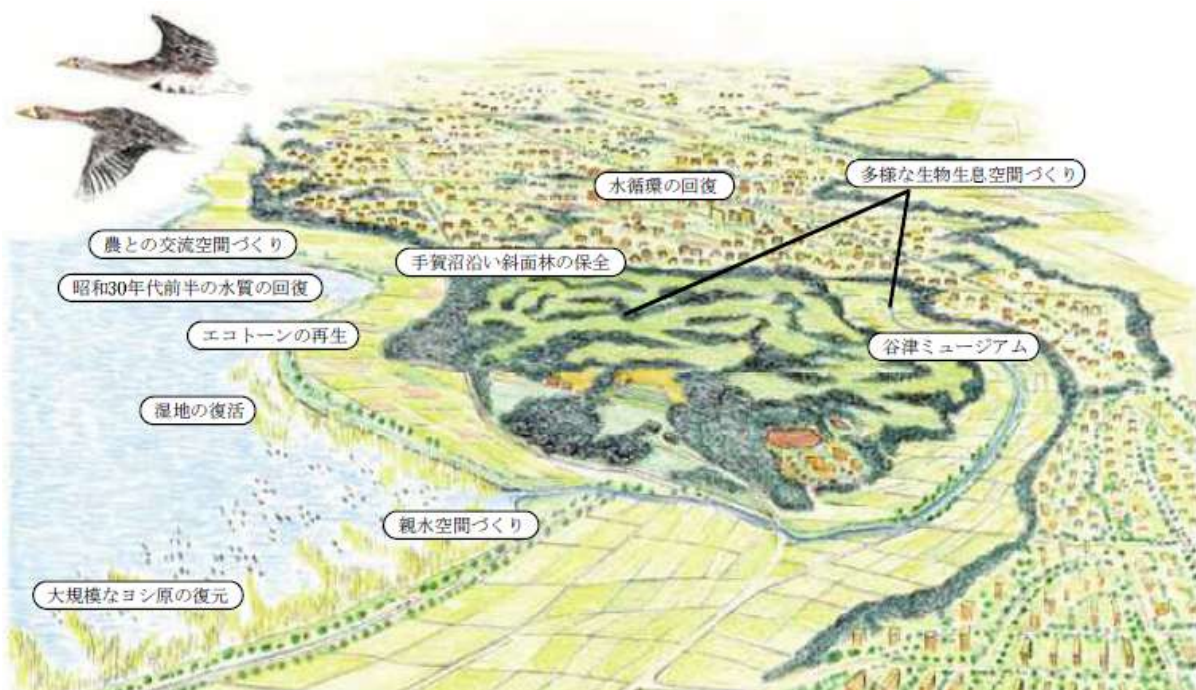 多様な生物生息空間づくり
水循環の回復
農との交流空間づくり
手賀沼沿い斜面林の保全
昭和30年代前半の水質の回復
エコトーンの再生
谷津ミュージアム
湿地の復活
親水空間づくり
大規模なヨシ原の復元